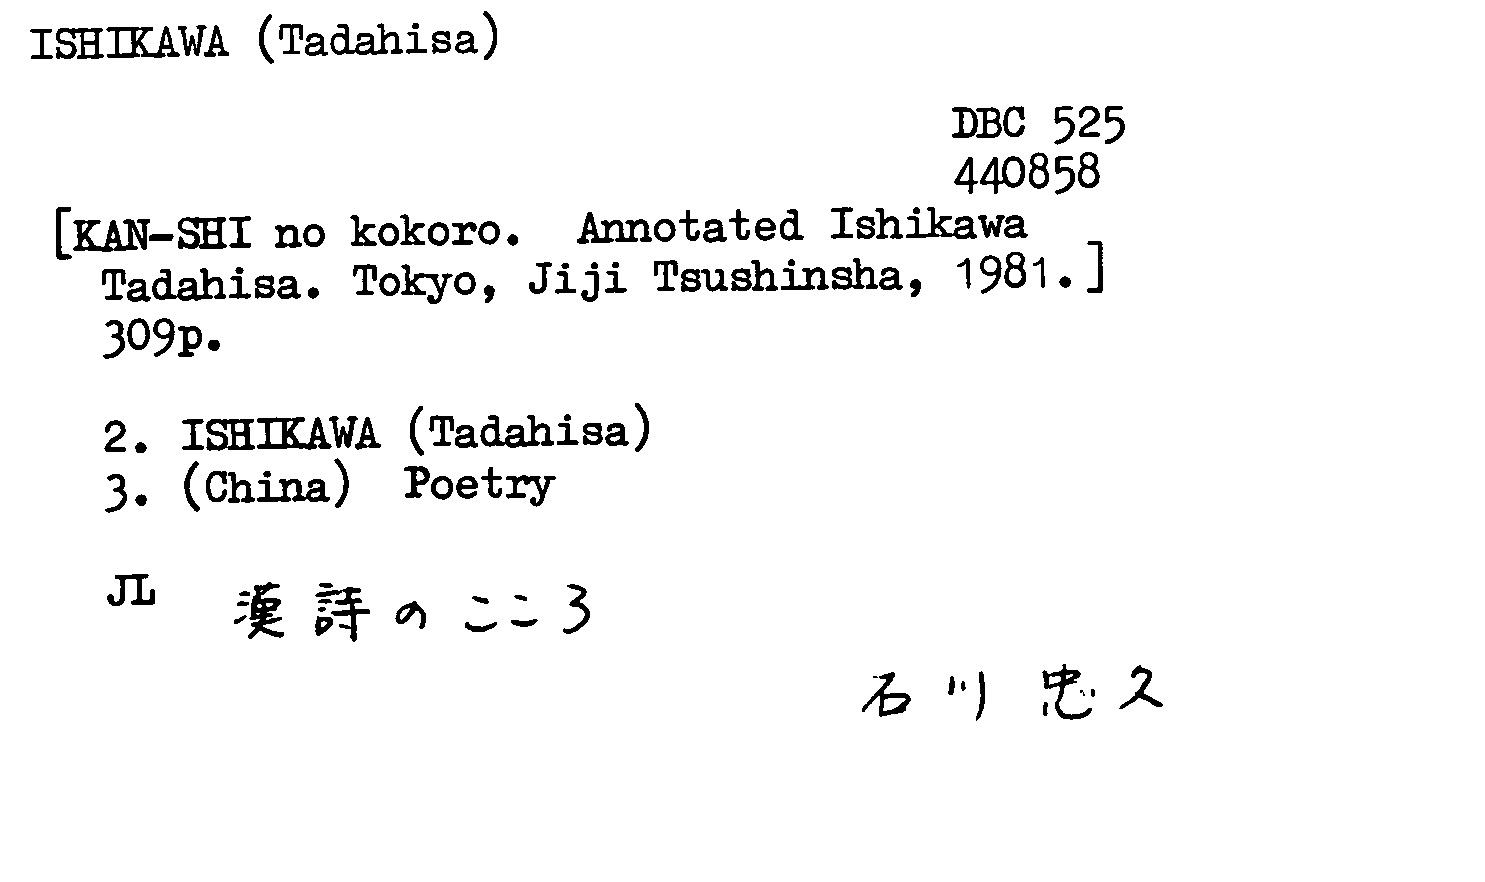 ISHIKAWA (Tadahisa)
DBC 525
440858
[KAN-SHI no kokoro. Annotated Ishikawa
Tadahisa. Tokyo, Jiji Tsushinsha, 1981.]
309p.
2. ISHIKAWA (Tadahisa)
3. (China) Poetry
JL 漢詩のこころ
石川忠久